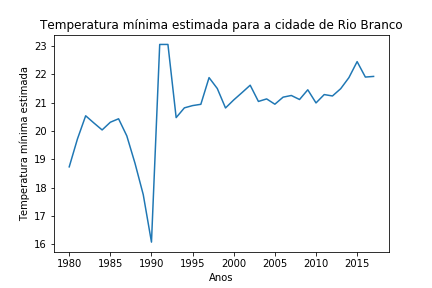 Temperatura mínima estimada para a cidade de Rio Branco
Temperatura mínima estimada
23
22
21
20
19
18
17
16
1980 1985 1990 1995 2000 2005 2010 2015
Anos